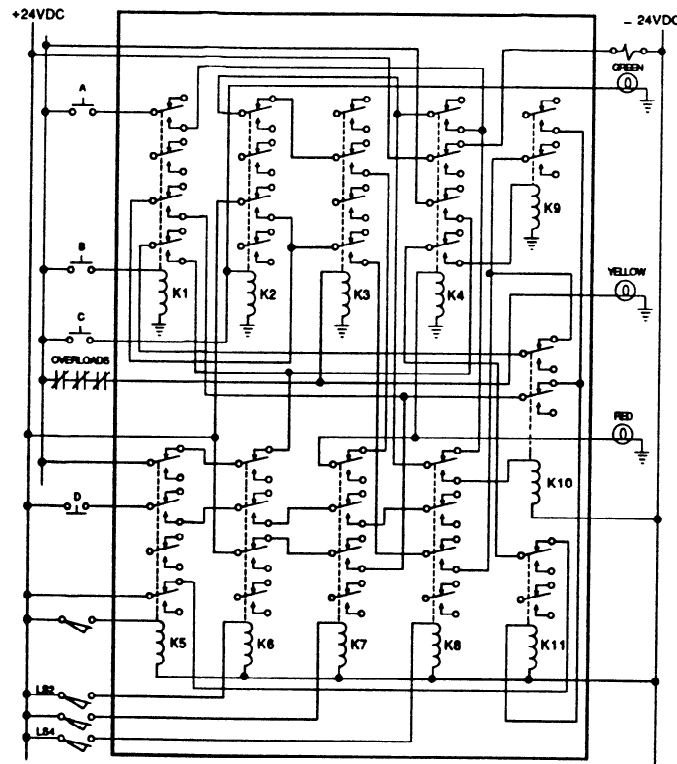 +24VDC
– 24VDC
GREEN
A
K9
B
K1
K2
K3
K4
YELLOW
C
OVERLOADS
RED
K10
D
K5
K6
K7
K8
K11
LS2
LS4